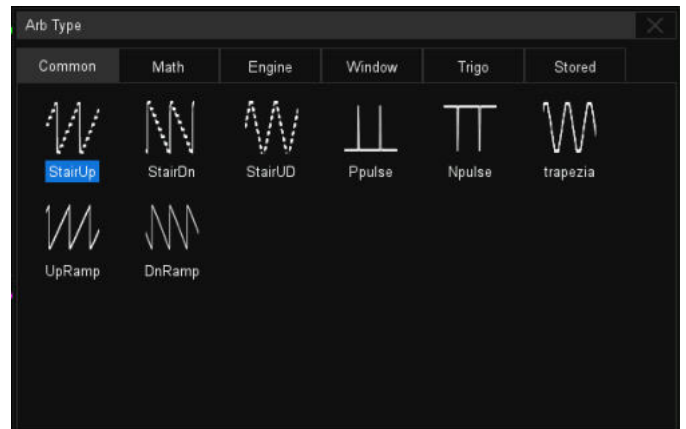 Arb Type
Common Math Engine Window Trigo Stored
StairUp StairDn StairUD Ppulse Npulse trapezia
UpRamp DnRamp